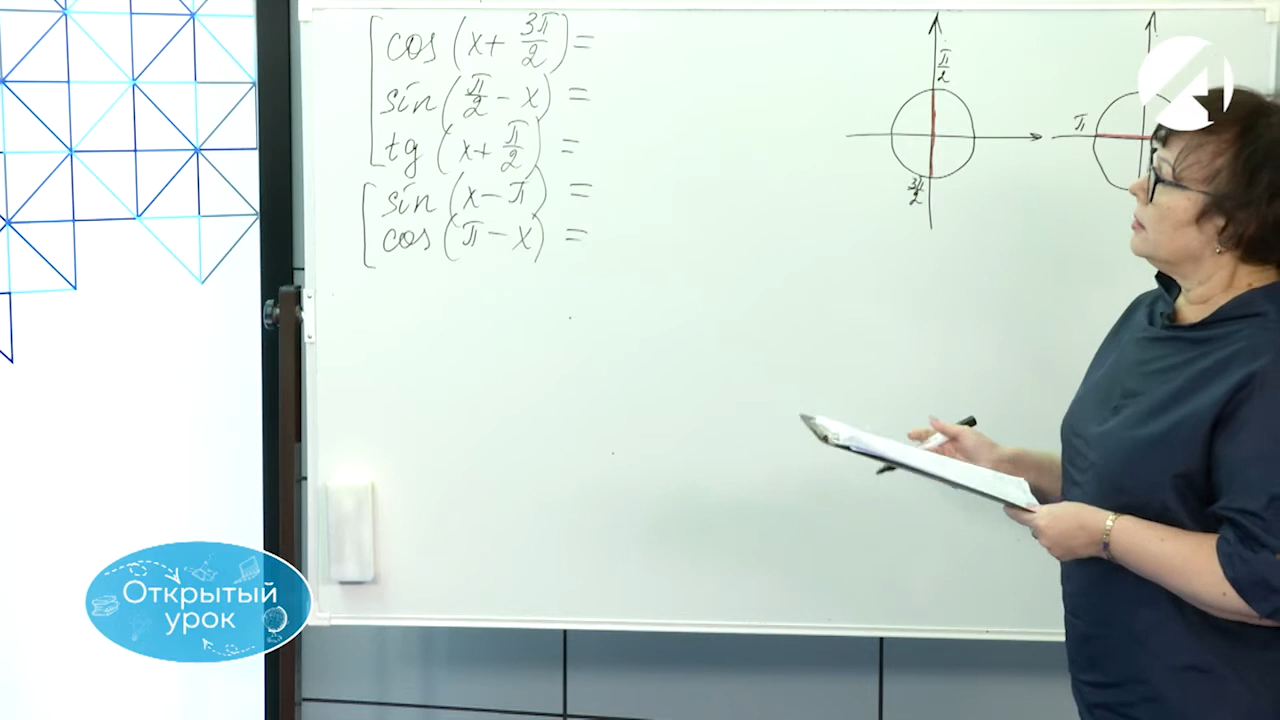 cos (x + 3π/2) =
sin (π/2 - x) =
tg (x + π/2) =
sin (x - π) =
cos (π - x) =
π/2
3π/2
π
Открытый
урок